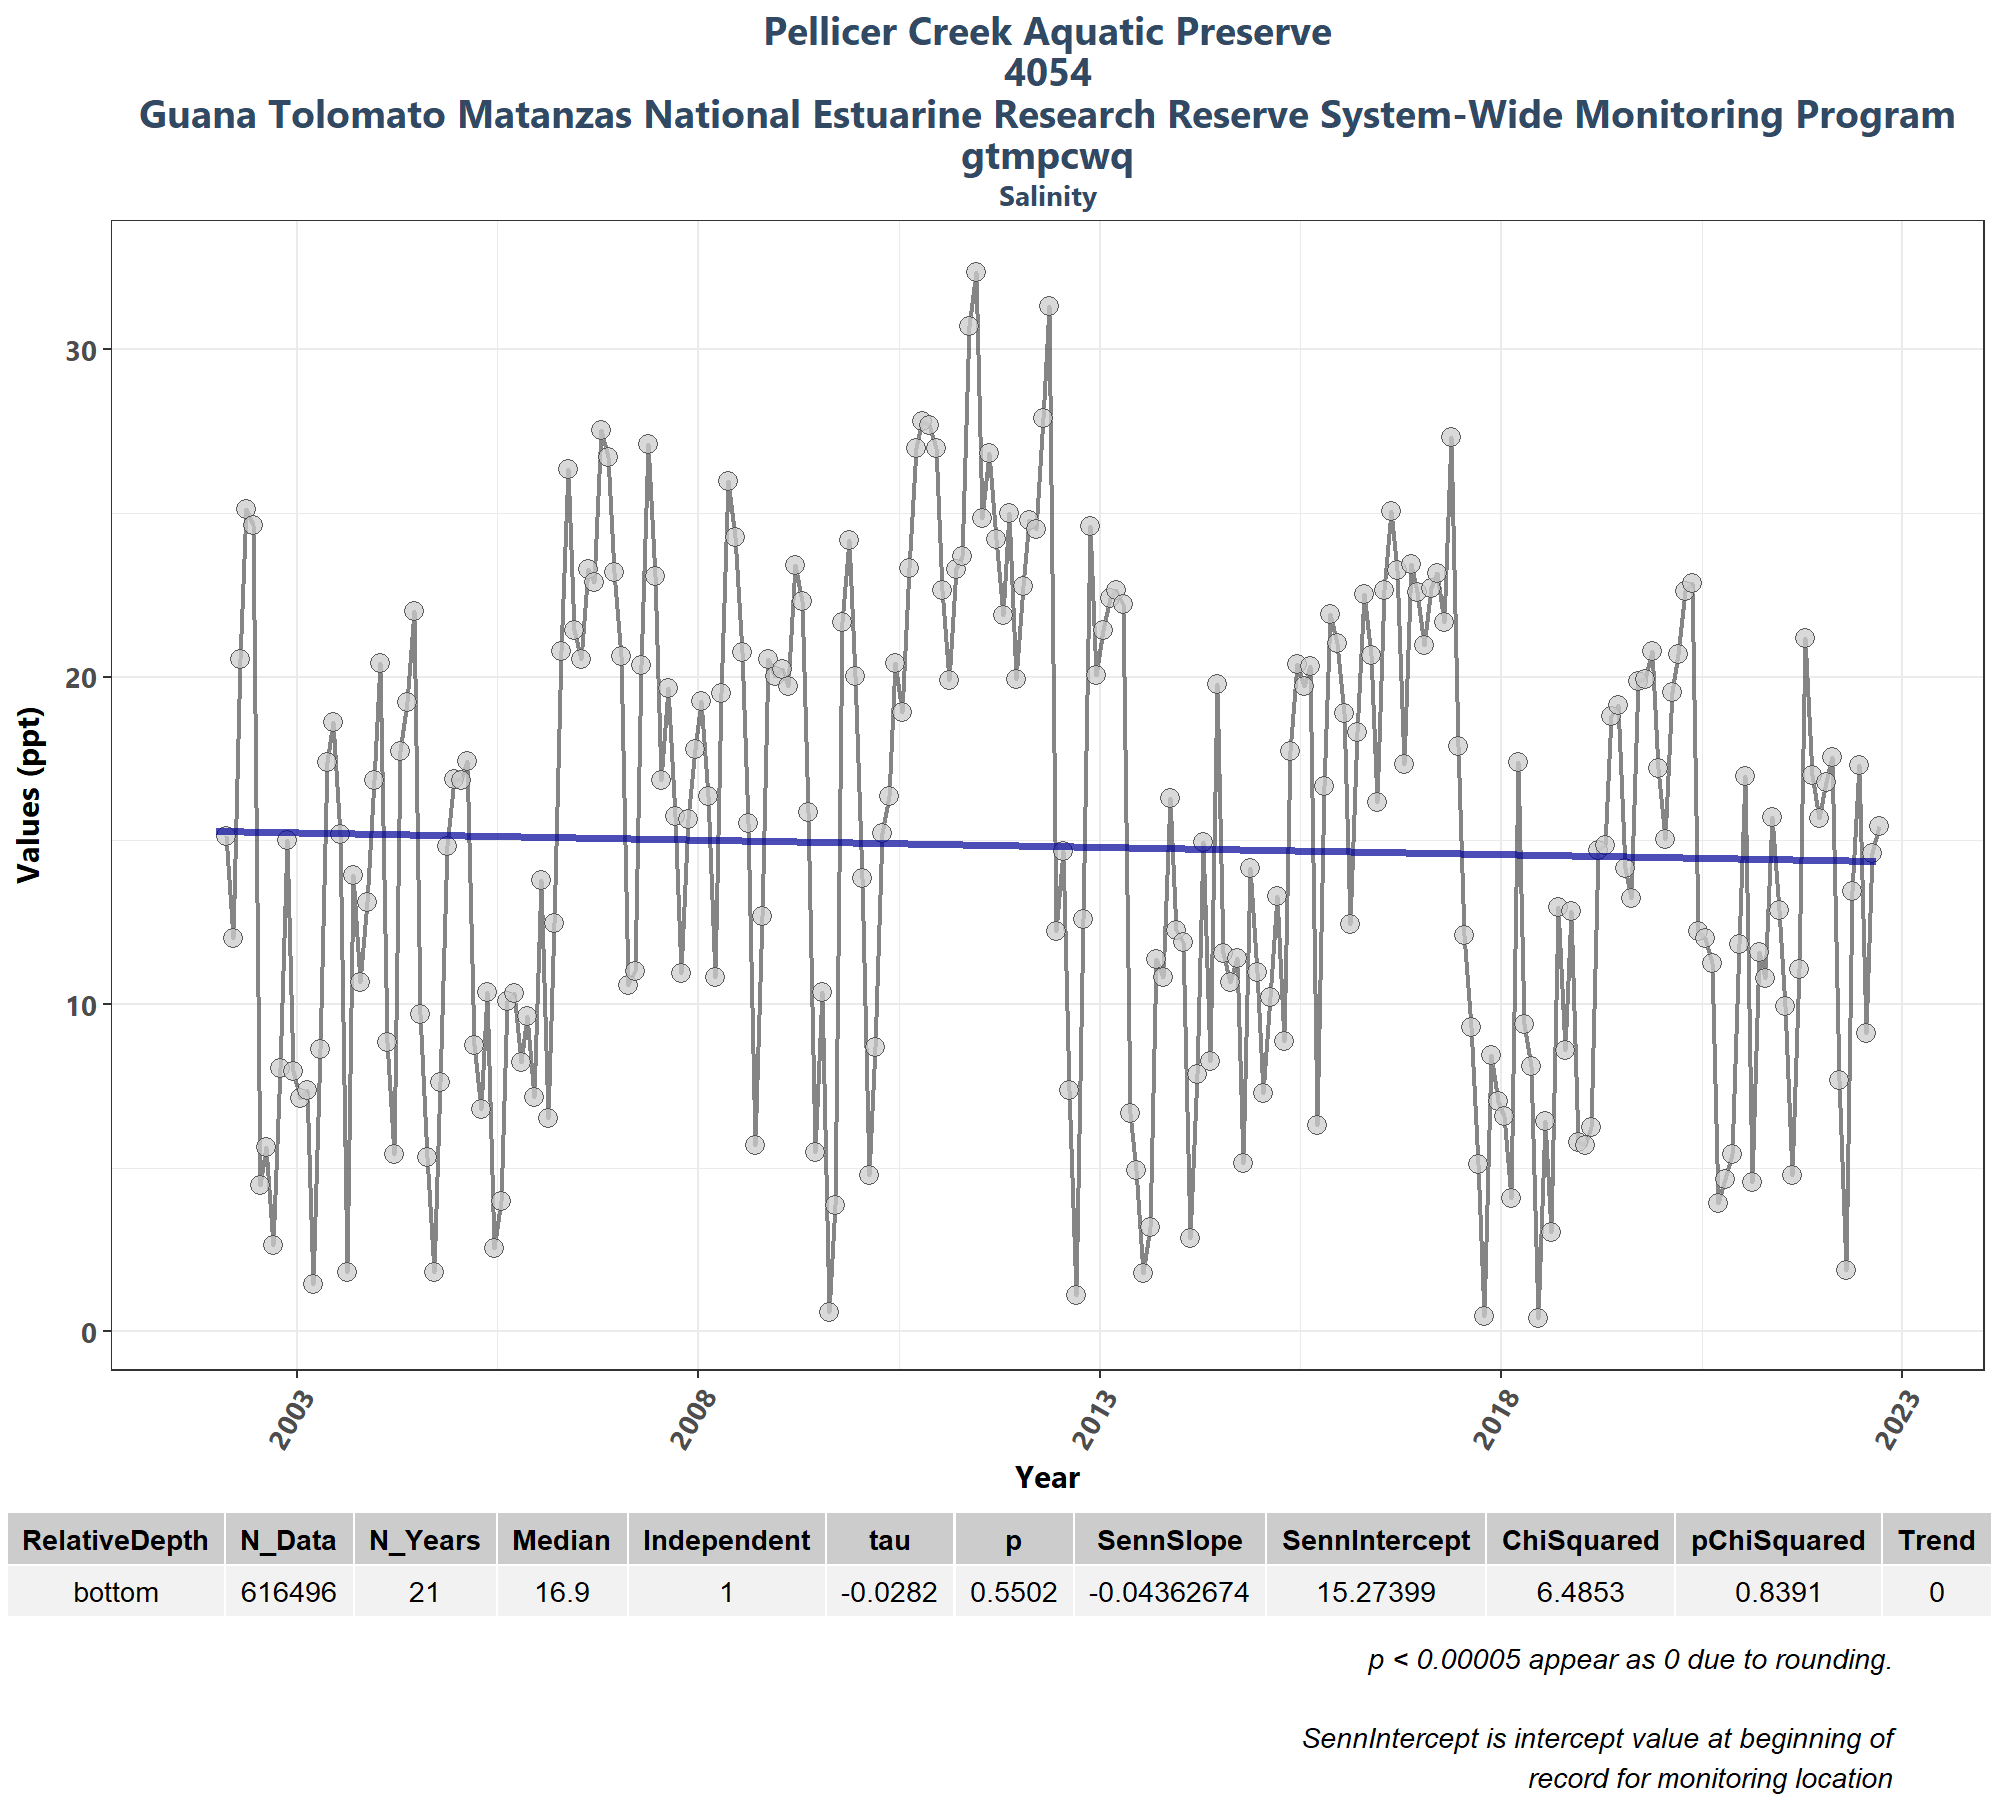 Pellicer Creek Aquatic Preserve
4054
Guana Tolomato Matanzas National Estuarine Research Reserve System-Wide Monitoring Program
gtmpcwq
Salinity
Values (ppt)
30
20
10
0
2003 2008 2013 2018 2023
Year
RelativeDepth N_Data N_Years Median Independent tau p SennSlope SennIntercept ChiSquared pChiSquared Trend
bottom 616496 21 16.9 1 -0.0282 0.5502 -0.04362674 15.27399 6.4853 0.8391 0
p < 0.00005 appear as 0 due to rounding.
SennIntercept is intercept value at beginning of
record for monitoring location